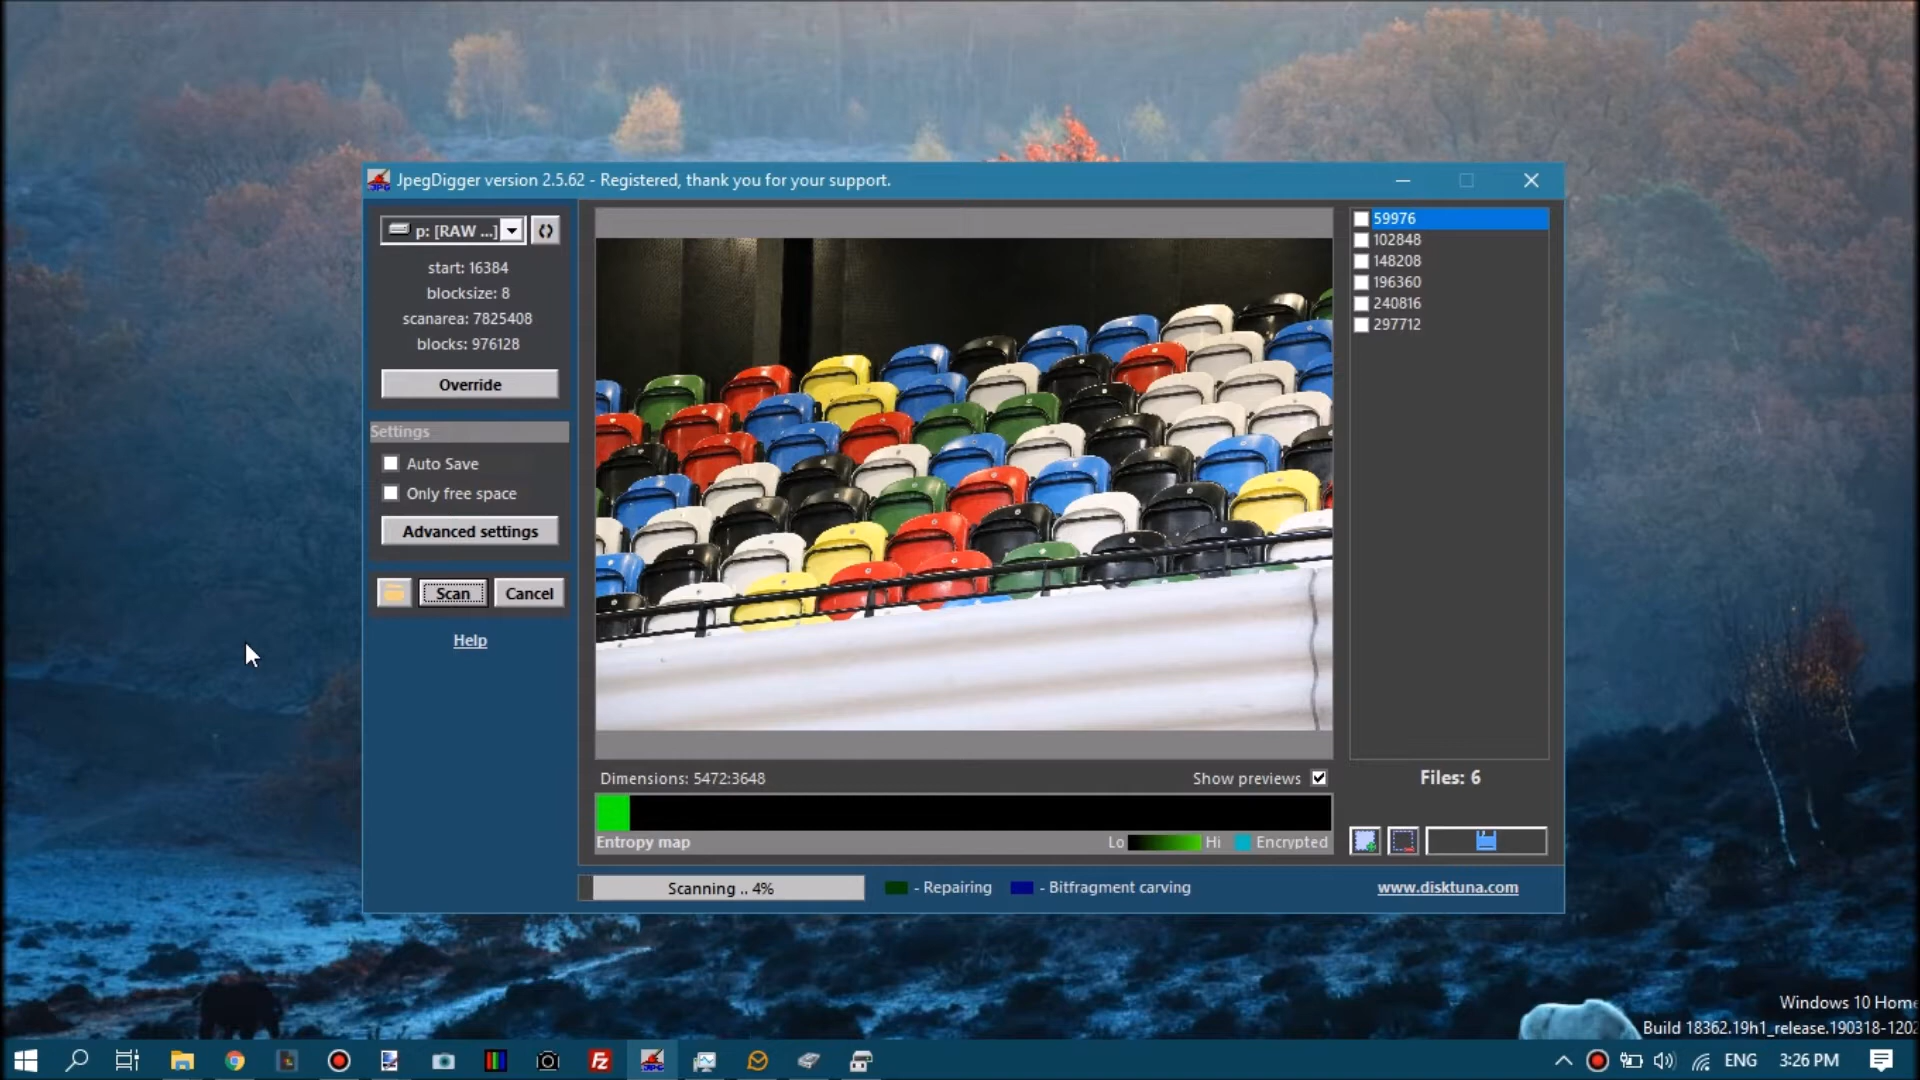 JpegDigger version 2.5.62 - Registered, thank you for your support.
p: [RAW ...]
start: 16384
blocksize: 8
scanarea: 7825408
blocks: 976128
Override
Settings
Auto Save
Only free space
Advanced settings
Scan
Cancel
Help
59976
102848
148208
196360
240816
297712
Dimensions: 5472:3648
Show previews
Files: 6
Entropy map
Lo
Hi
Encrypted
Scanning .. 4%
- Repairing
- Bitfragment carving
www.disktuna.com
Windows 10 Home
Build 18362.19h1_release.190318-1202
ENG
3:26 PM